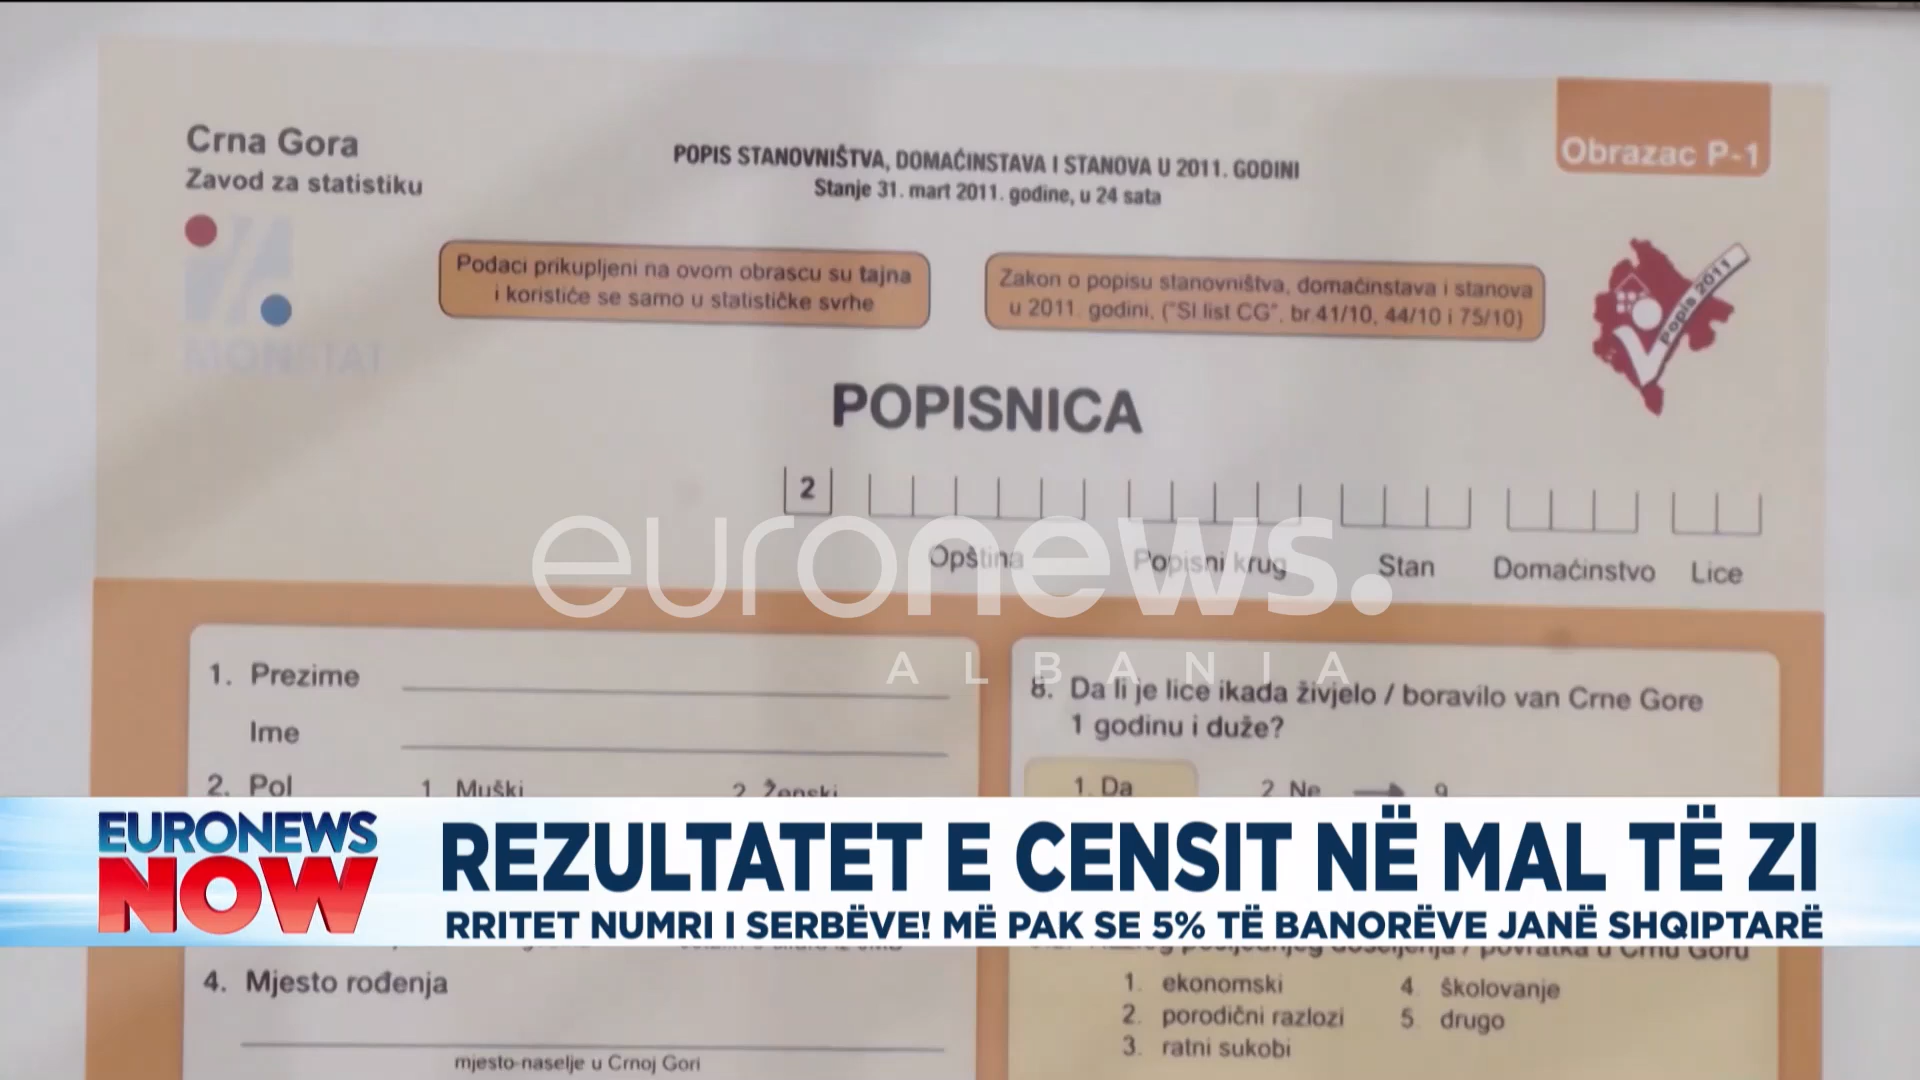 Crna Gora
Zavod za statistiku
MONSTAT
POPIS STANOVNIŠTVA, DOMAĆINSTAVA I STANOVA U 2011. GODINI
Stanje 31. mart 2011. godine, u 24 sata
Obrazac P-1
Podaci prikupljeni na ovom obrascu su tajna
i koristiće se samo u statističke svrhe
Zakon o popisu stanovništva, domaćinstava i stanova
u 2011. godini, ("Sl.list CG", br.41/10, 44/10 i 75/10)
Popis 2011
POPISNICA
2
Opština Popisni krug Stan Domaćinstvo Lice
euronews.
ALBANIA
1. Prezime
Ime
2. Pol 1. Muški 2. Ženski
8. Da li je lice ikada živjelo / boravilo van Crne Gore
1 godinu i duže?
1. Da 2. Ne 9
EURONEWS
NOW
REZULTATET E CENSIT NË MAL TË ZI
RRITET NUMRI I SERBËVE! MË PAK SE 5% TË BANORËVE JANË SHQIPTARË
4. Mjesto rođenja
mjesto-naselje u Crnoj Gori
povratka u Crnu Goru
1. ekonomski
2. porodični razlozi
3. ratni sukobi
4. školovanje
5. drugo